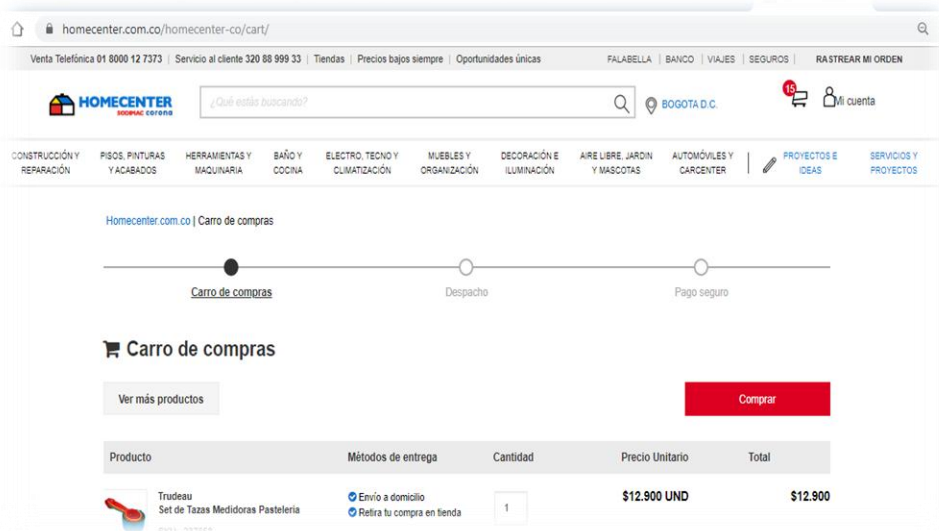 homecenter.com.co/homecenter-co/cart/
Venta Telefónica 01 8000 12 7373 | Servicio al cliente 320 88 999 33 | Tiendas | Precios bajos siempre | Oportunidades únicas FALABELLA | BANCO | VIAJES | SEGUROS | RASTREAR MI ORDEN
HOMECENTER
SODIMAC corona
¿Qué estás buscando?
BOGOTA D.C.
15
Mi cuenta
CONSTRUCCIÓN Y REPARACIÓN
PISOS, PINTURAS Y ACABADOS
HERRAMIENTAS Y MAQUINARIA
BAÑO Y COCINA
ELECTRO, TECNO Y CLIMATIZACIÓN
MUEBLES Y ORGANIZACIÓN
DECORACIÓN E ILUMINACIÓN
AIRE LIBRE, JARDIN Y MASCOTAS
AUTOMÓVILES Y CARCENTER
PROYECTOS E IDEAS
SERVICIOS Y PROYECTOS
Homecenter.com.co | Carro de compras
Carro de compras Despacho Pago seguro
Carro de compras
Ver más productos Comprar
Producto Métodos de entrega Cantidad Precio Unitario Total
Trudeau
Set de Tazas Medidoras Pasteleria
Envío a domicilio
Retira tu compra en tienda
1
$12.900 UND
$12.900